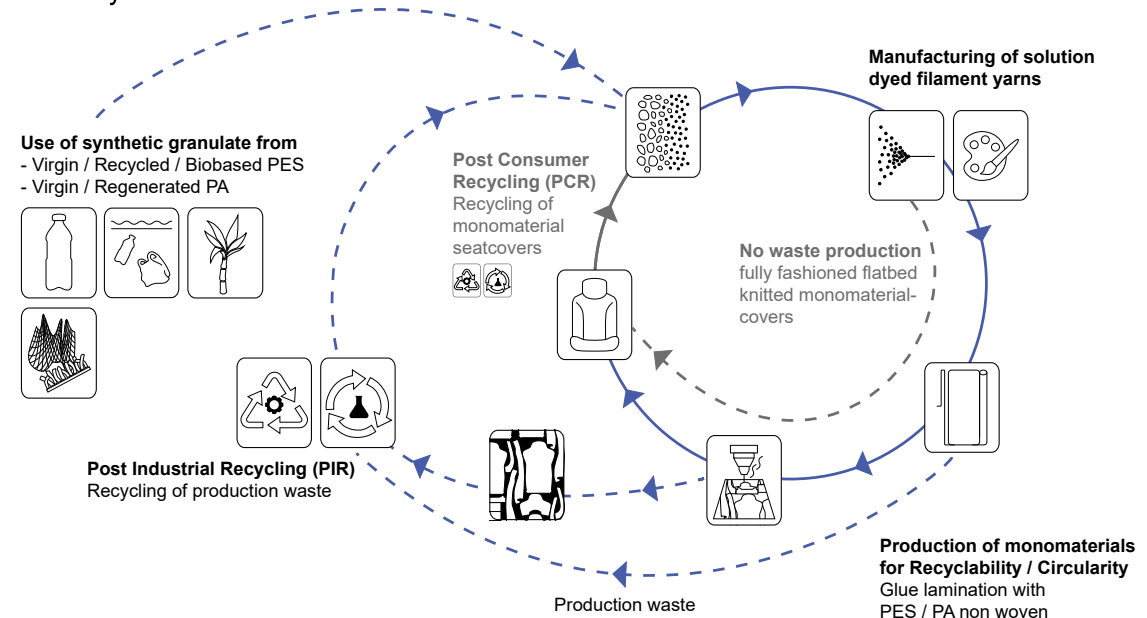 Manufacturing of solution
dyed filament yarns
Use of synthetic granulate from
- Virgin / Recycled / Biobased PES
- Virgin / Regenerated PA
Post Consumer
Recycling (PCR)
Recycling of
monomaterial
seatcovers
No waste production
fully fashioned flatbed
knitted monomaterial-
covers
Post Industrial Recycling (PIR)
Recycling of production waste
Production of monomaterials
for Recyclability / Circularity
Glue lamination with
PES / PA non woven
Production waste